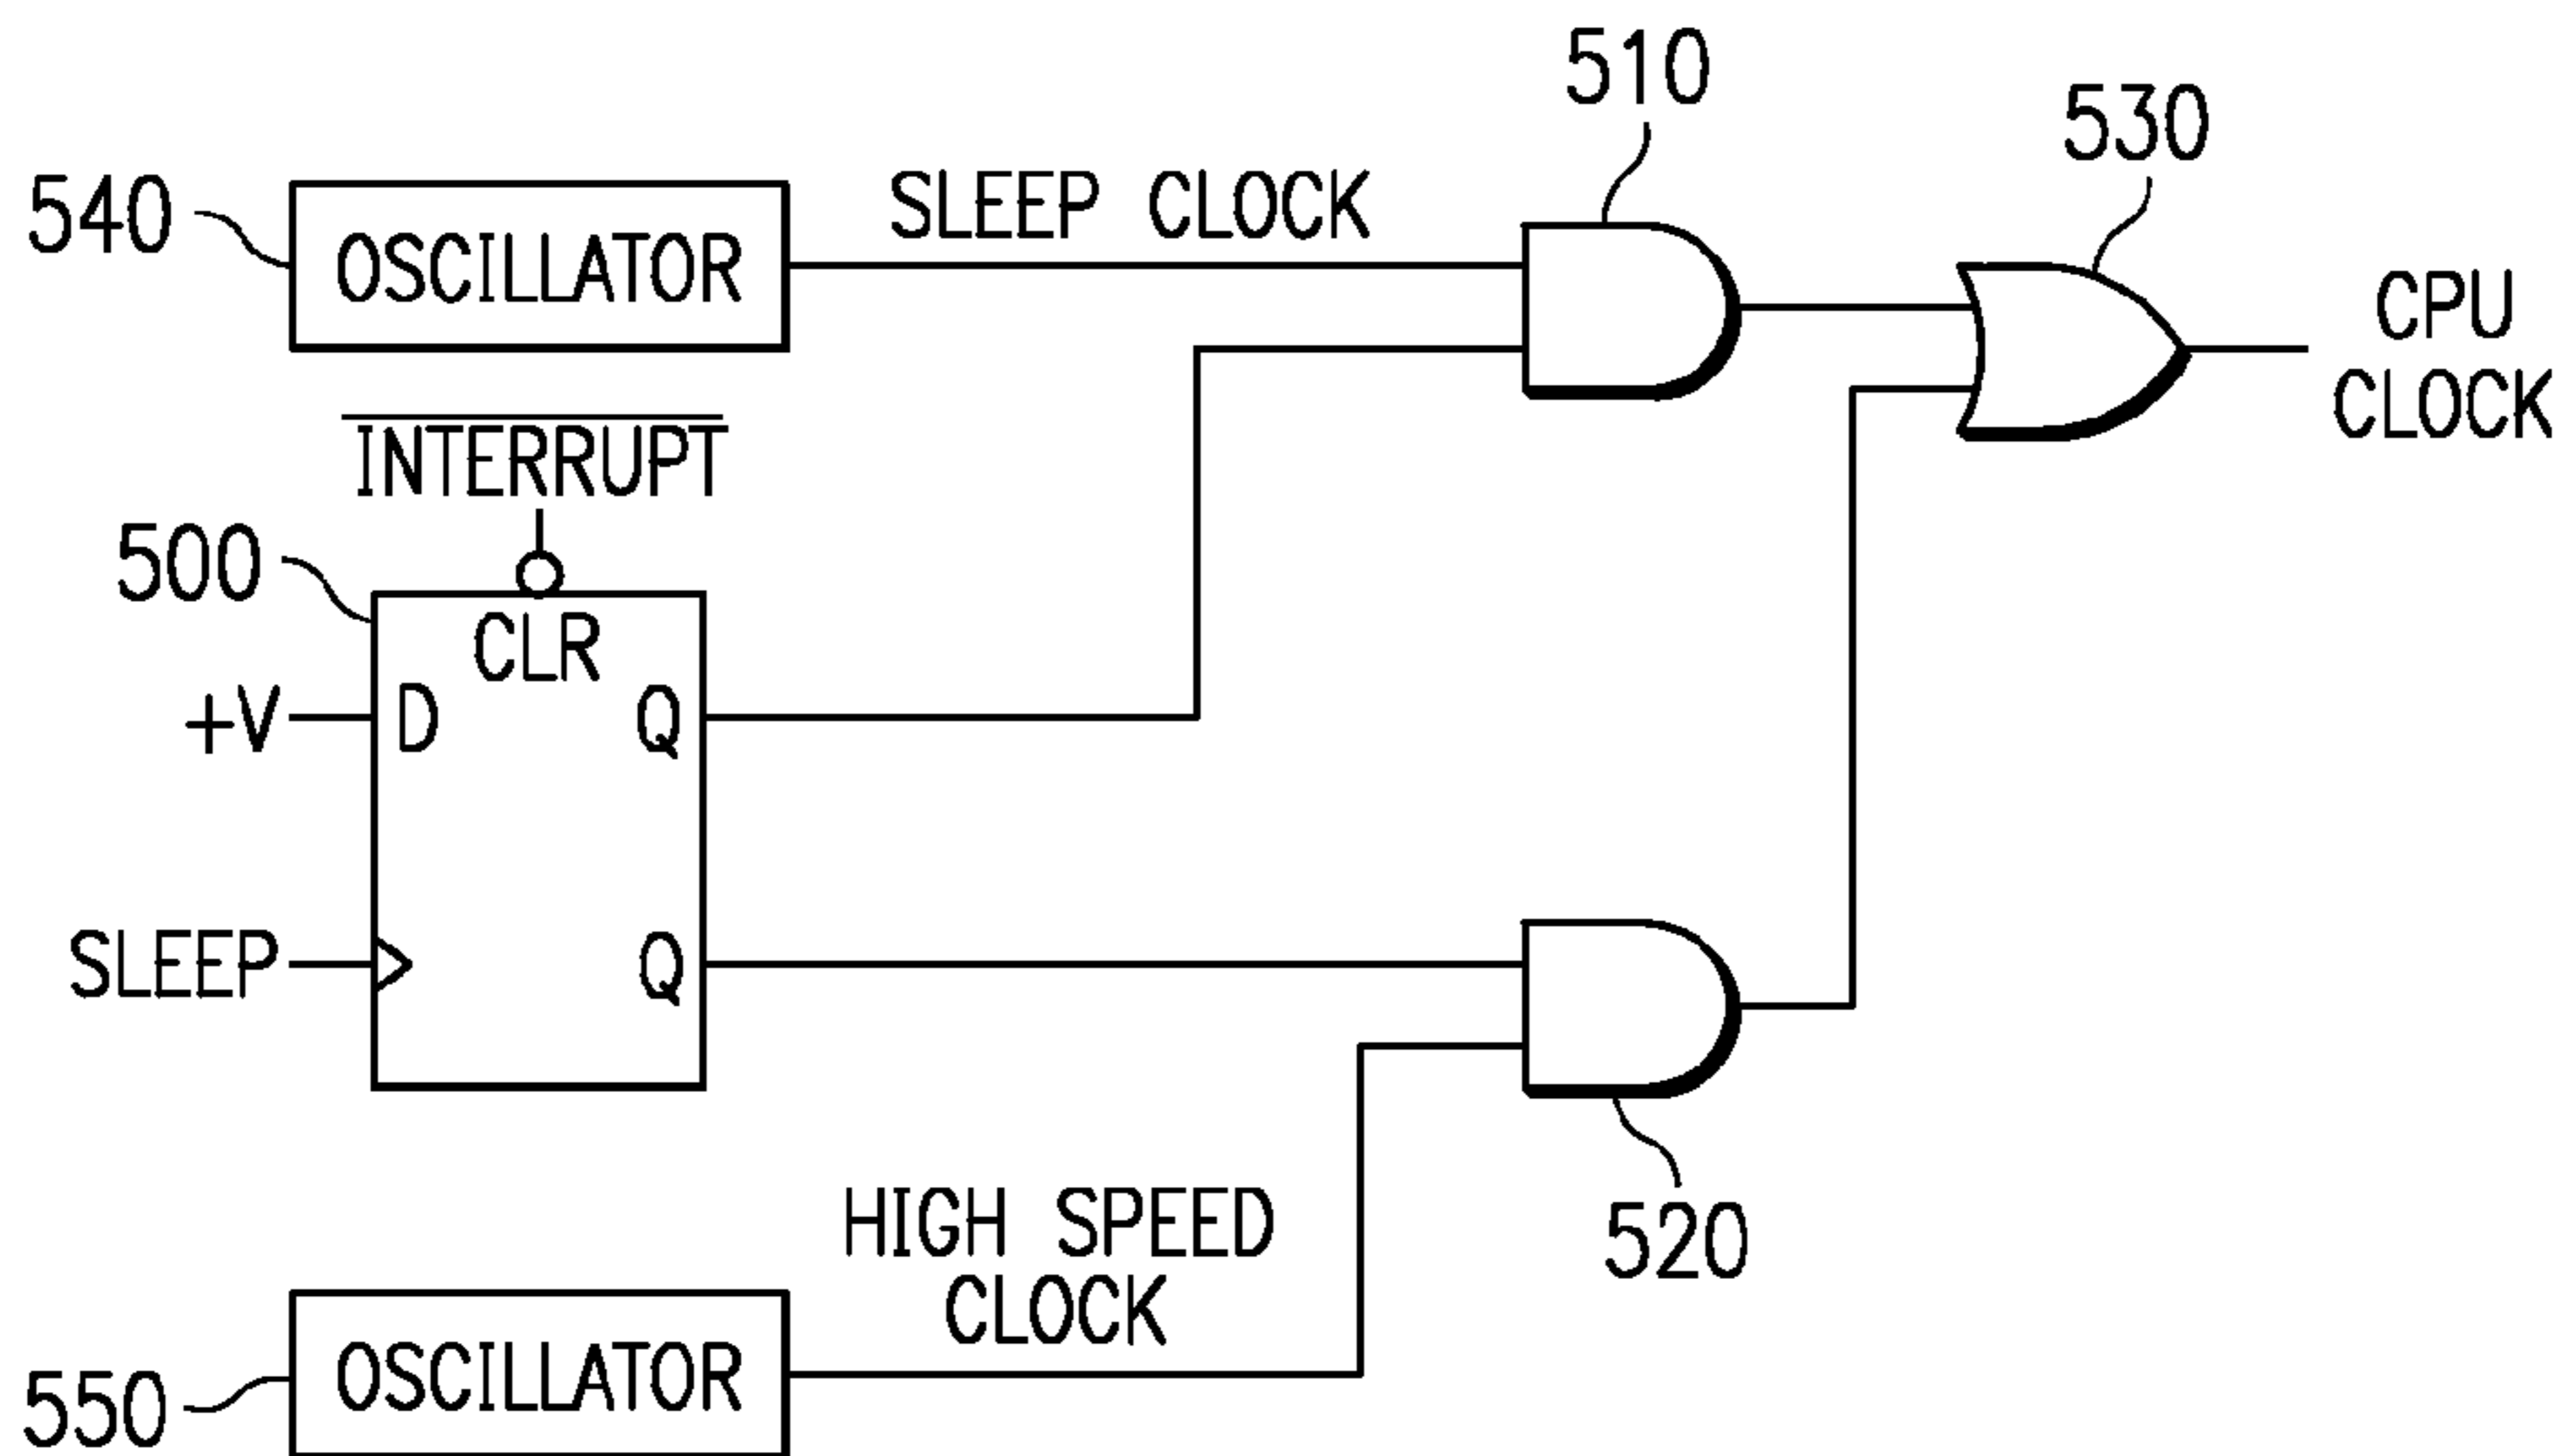 510
530
540
OSCILLATOR
SLEEP CLOCK
CPU
CLOCK
INTERRUPT
500
CLR
+V
D
Q
SLEEP
Q
520
HIGH SPEED
CLOCK
550
OSCILLATOR